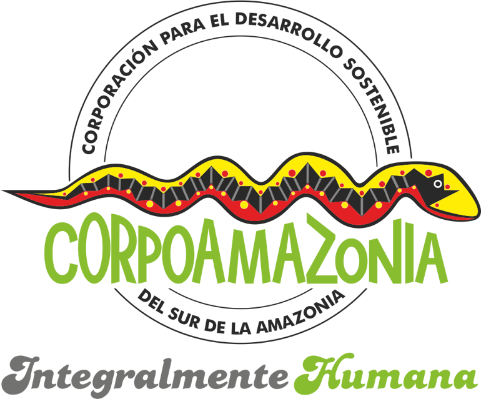 CORPORACIÓN PARA EL DESARROLLO SOSTENIBLE
CORPOAMAZONIA
DEL SUR DE LA AMAZONIA
Integralmente Humana